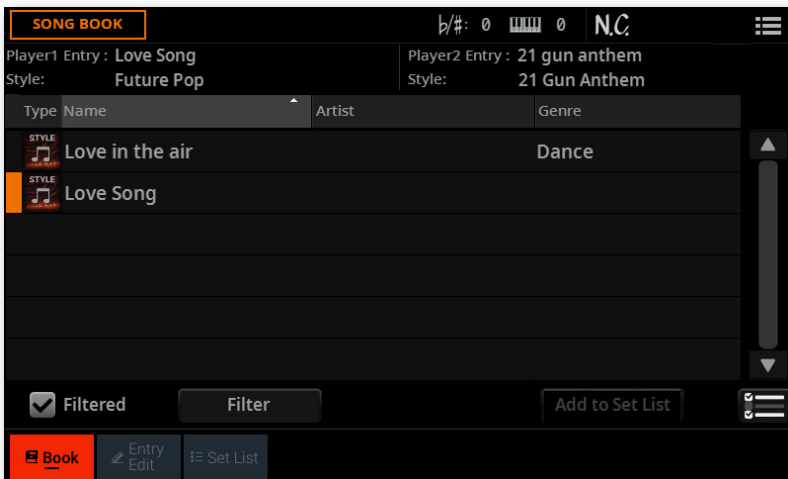 SONG BOOK ♭/#: 0 0 N.C.
Player1 Entry : Love Song Player2 Entry : 21 gun anthem
Style: Future Pop Style: 21 Gun Anthem
Type Name Artist Genre
STYLE Love in the air Dance
STYLE Love Song
Filtered Filter Add to Set List
Book Entry Edit Set List